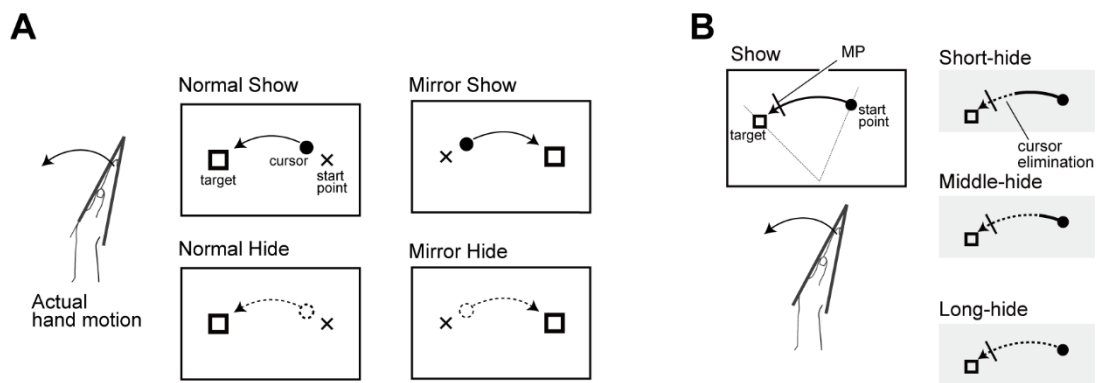 A
Normal Show
cursor
target
start
point
Mirror Show
Normal Hide
Mirror Hide
Actual
hand motion
B
Show
MP
start
point
target
Short-hide
cursor
elimination
Middle-hide
Long-hide